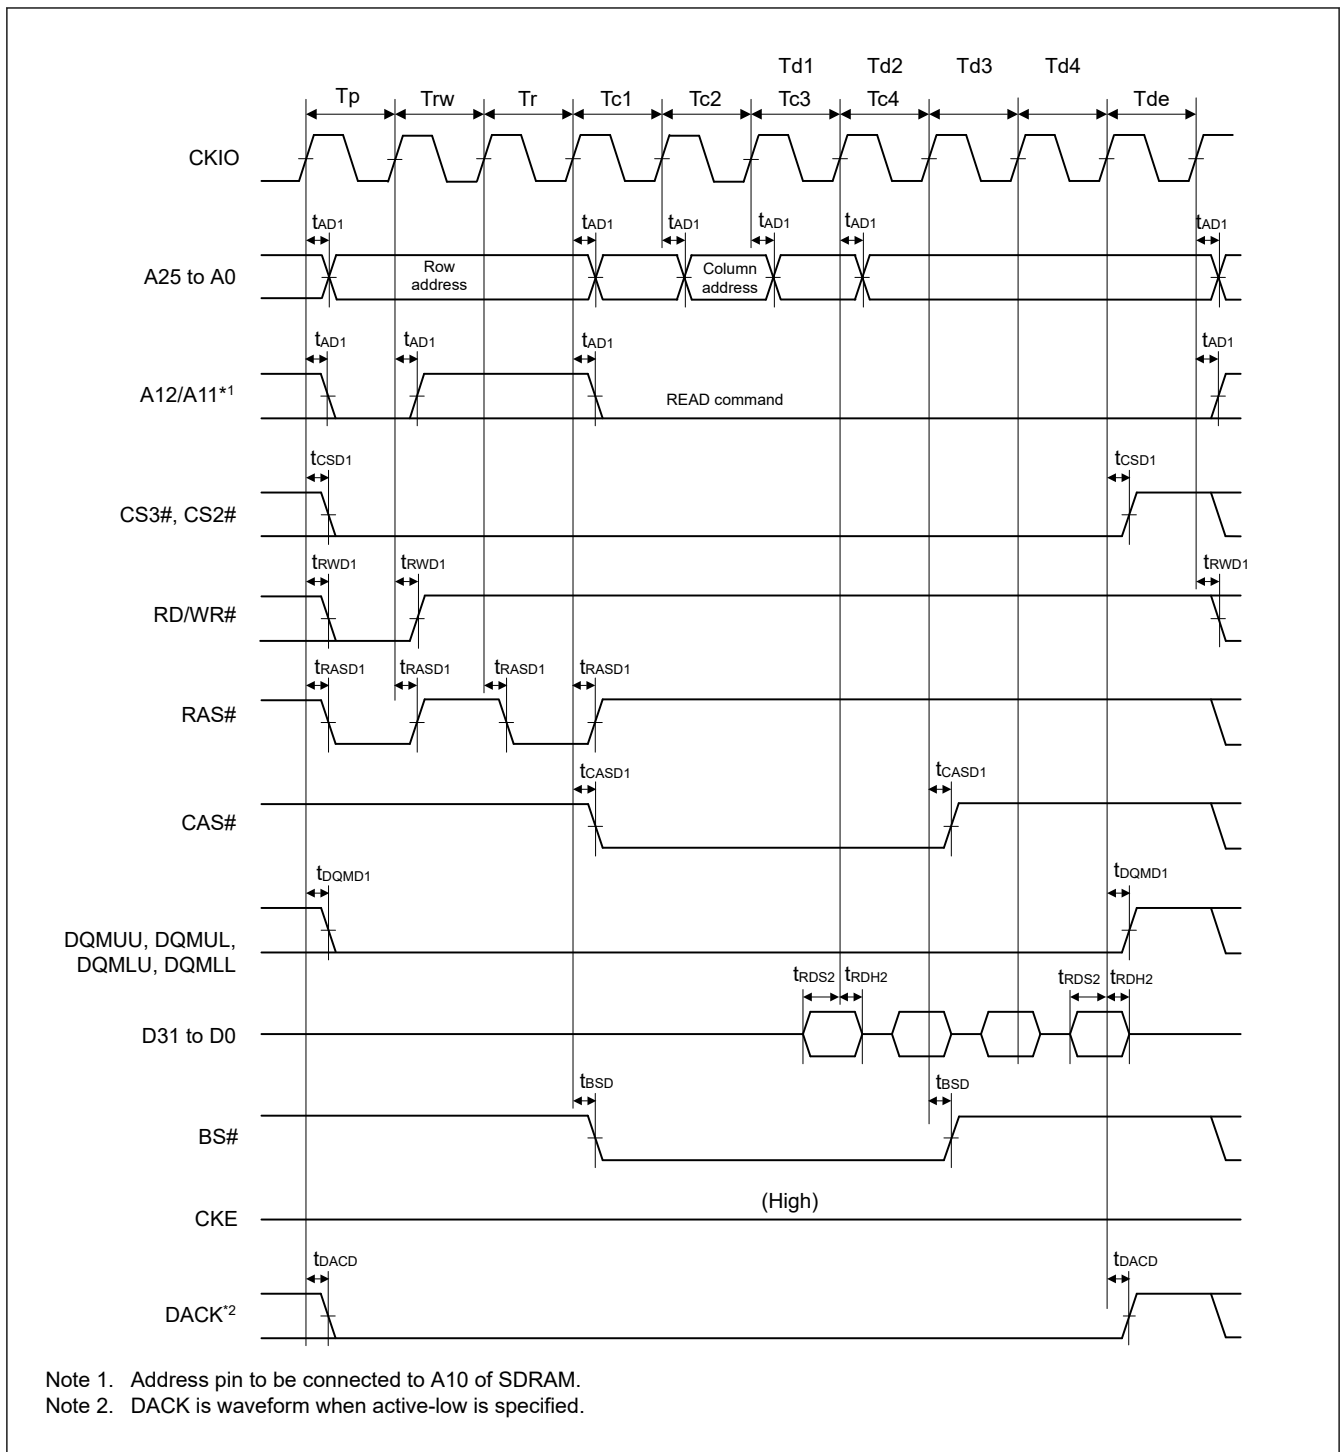 Td1 Td2 Td3 Td4
Tp Trw Tr Tc1 Tc2 Tc3 Tc4 Tde
CKIO
tAD1 tAD1 tAD1 tAD1 tAD1 tAD1
A25 to A0
Row
address
Column
address
tAD1 tAD1 tAD1 tAD1
A12/A11*1
READ command
tCSD1 tCSD1
CS3#, CS2#
tRWD1 tRWD1 tRWD1
RD/WR#
tRASD1 tRASD1 tRASD1 tRASD1
RAS#
tCASD1 tCASD1
CAS#
tDQMD1 tDQMD1
DQMUU, DQMUL,
DQMLU, DQMLL
tRDS2 tRDH2 tRDS2 tRDH2
D31 to D0
tBSD tBSD
BS#
(High)
CKE
tDACD tDACD
DACK*2
Note 1. Address pin to be connected to A10 of SDRAM.
Note 2. DACK is waveform when active-low is specified.